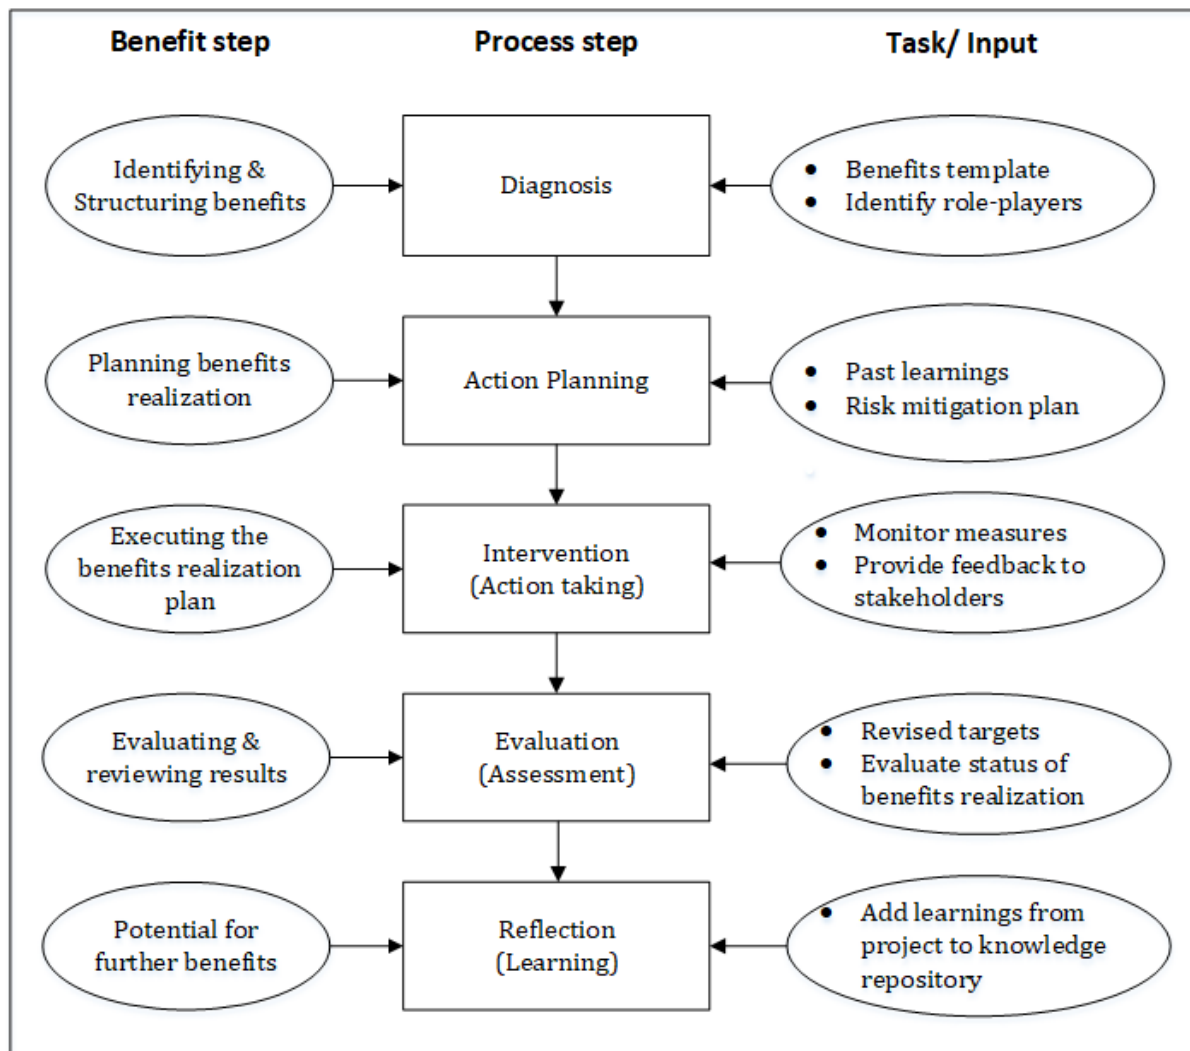 Benefit step
Process step
Task/ Input
Identifying &
Structuring benefits
Diagnosis
• Benefits template
• Identify role-players
Planning benefits
realization
Action Planning
• Past learnings
• Risk mitigation plan
Executing the
benefits realization
plan
Intervention
(Action taking)
• Monitor measures
• Provide feedback to
stakeholders
Evaluating &
reviewing results
Evaluation
(Assessment)
• Revised targets
• Evaluate status of
benefits realization
Potential for
further benefits
Reflection
(Learning)
• Add learnings from
project to knowledge
repository